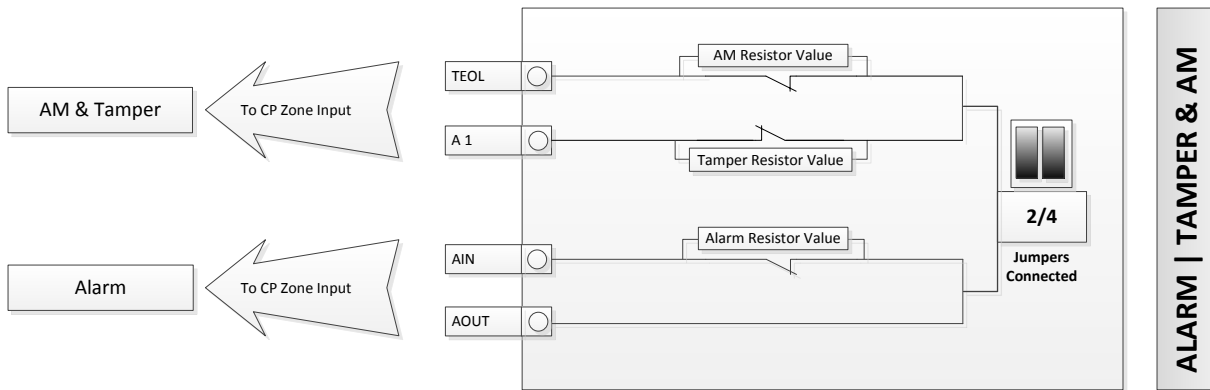 AM Resistor Value
TEOL
AM & Tamper
To CP Zone Input
A 1
Tamper Resistor Value
2/4
Jumpers
Connected
Alarm Resistor Value
AIN
Alarm
To CP Zone Input
AOUT
ALARM | TAMPER & AM